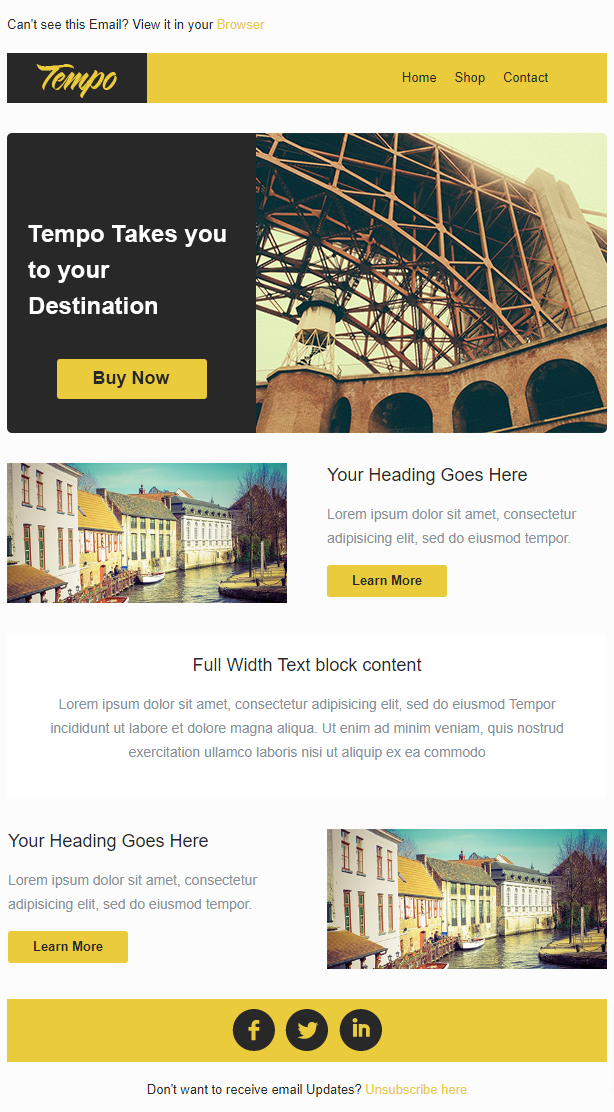 Can't see this Email? View it in your Browser
Tempo
Home Shop Contact
Tempo Takes you
to your
Destination
Buy Now
Your Heading Goes Here
Lorem ipsum dolor sit amet, consectetur
adipisicing elit, sed do eiusmod tempor.
Learn More
Full Width Text block content
Lorem ipsum dolor sit amet, consectetur adipisicing elit, sed do eiusmod Tempor
incididunt ut labore et dolore magna aliqua. Ut enim ad minim veniam, quis nostrud
exercitation ullamco laboris nisi ut aliquip ex ea commodo
Your Heading Goes Here
Lorem ipsum dolor sit amet, consectetur
adipisicing elit, sed do eiusmod tempor.
Learn More
Don't want to receive email Updates? Unsubscribe here